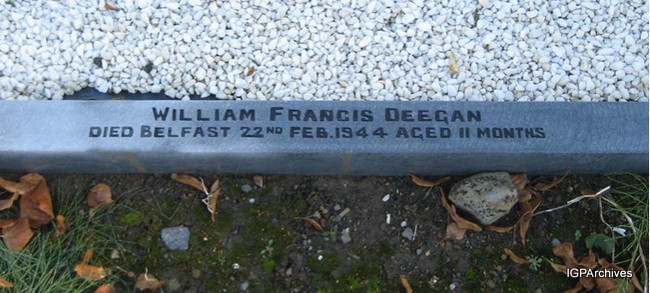 William Francis Deegan
Died Belfast 22ND Feb. 1944 Aged 11 Months
IGPArchives